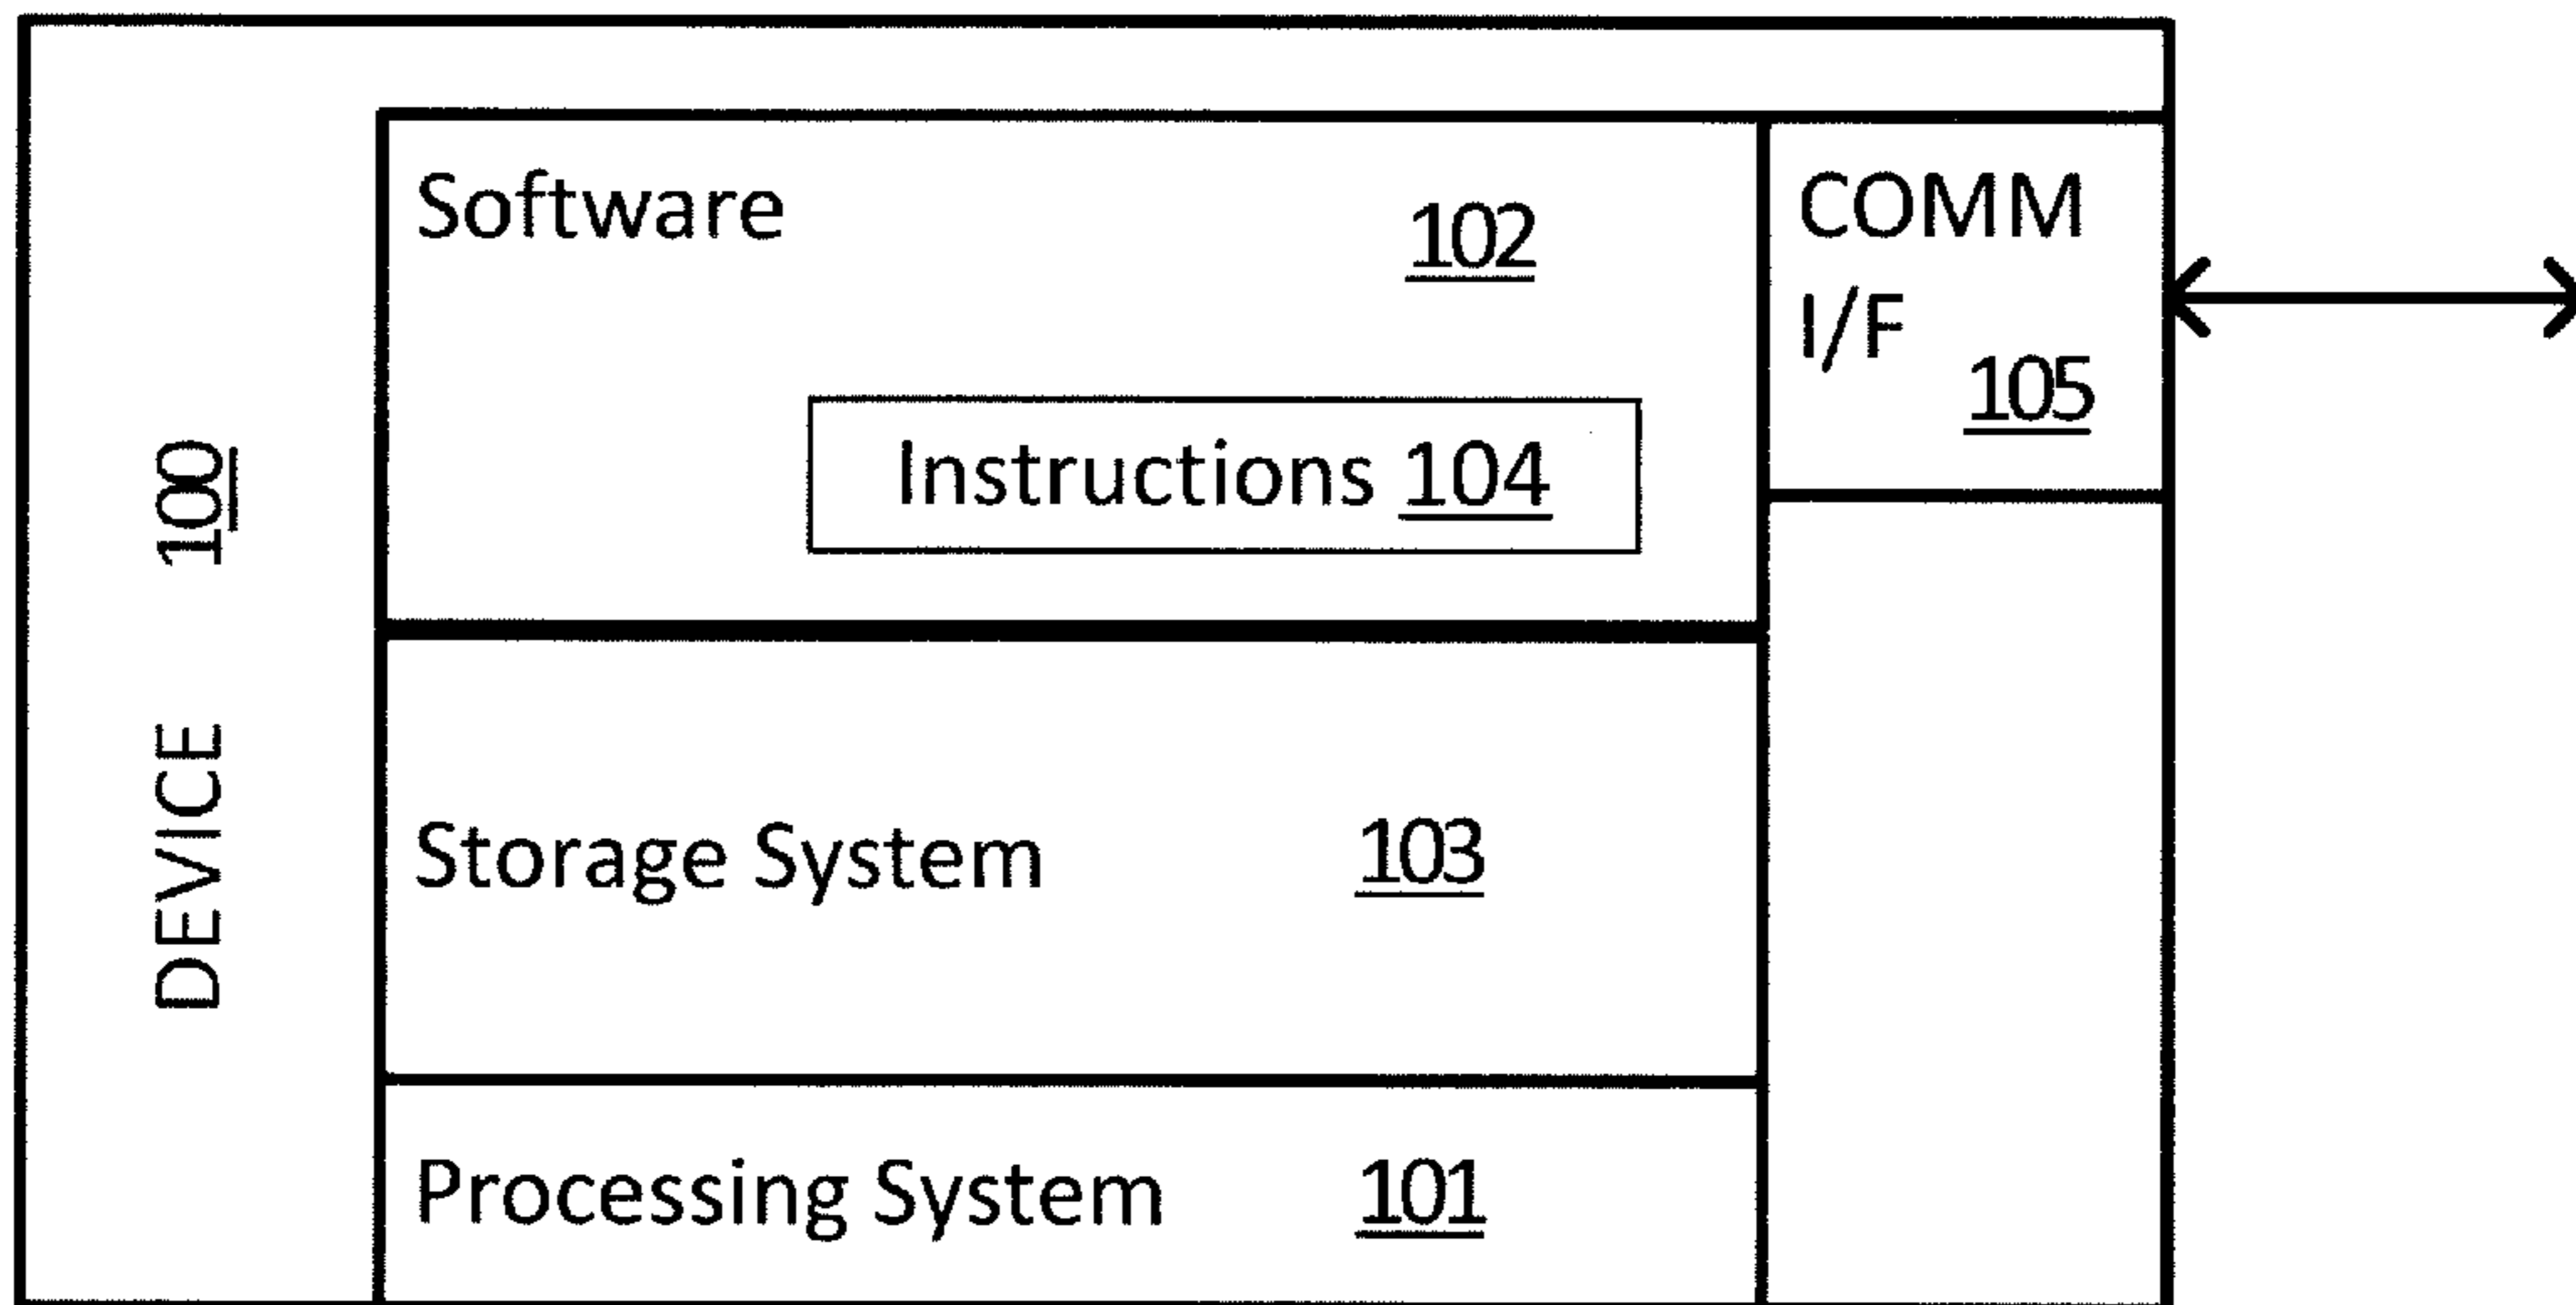 DEVICE 100
Software 102
Instructions 104
COMM
I/F
105
Storage System 103
Processing System 101